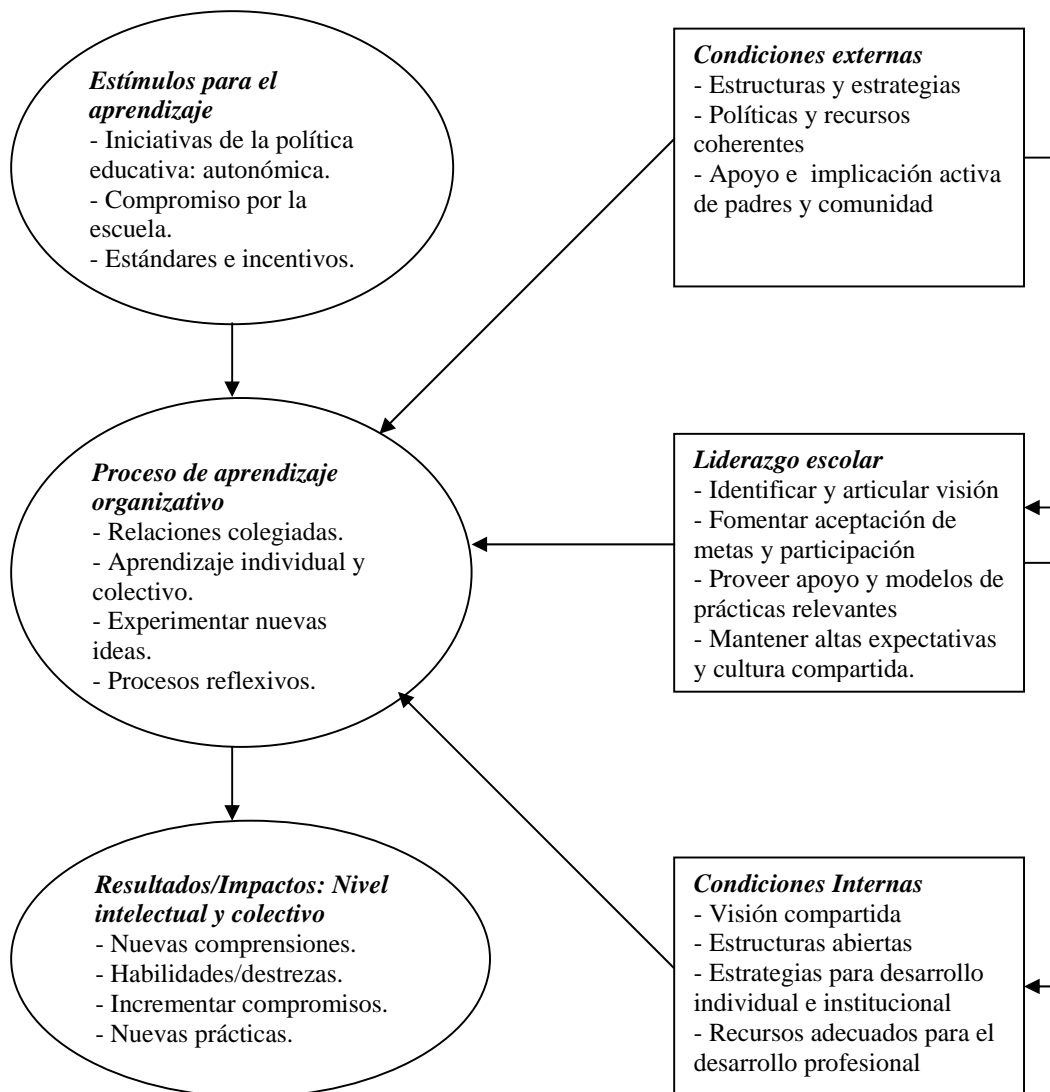 Estímulos para el
aprendizaje
- Iniciativas de la política
educativa: autonómica.
- Compromiso por la
escuela.
- Estándares e incentivos.
Condiciones externas
- Estructuras y estrategias
- Políticas y recursos
coherentes
- Apoyo e  implicación activa
de padres y comunidad
Proceso de aprendizaje
organizativo
- Relaciones colegiadas.
- Aprendizaje individual y
colectivo.
- Experimentar nuevas
ideas.
- Procesos reflexivos.
Liderazgo escolar
- Identificar y articular visión
- Fomentar aceptación de
metas y participación
- Proveer apoyo y modelos de
prácticas relevantes
- Mantener altas expectativas
y cultura compartida.
Resultados/Impactos: Nivel
intelectual y colectivo
- Nuevas comprensiones.
- Habilidades/destrezas.
- Incrementar compromisos.
- Nuevas prácticas.
Condiciones Internas
- Visión compartida
- Estructuras abiertas
- Estrategias para desarrollo
individual e institucional
- Recursos adecuados para el
desarrollo profesional